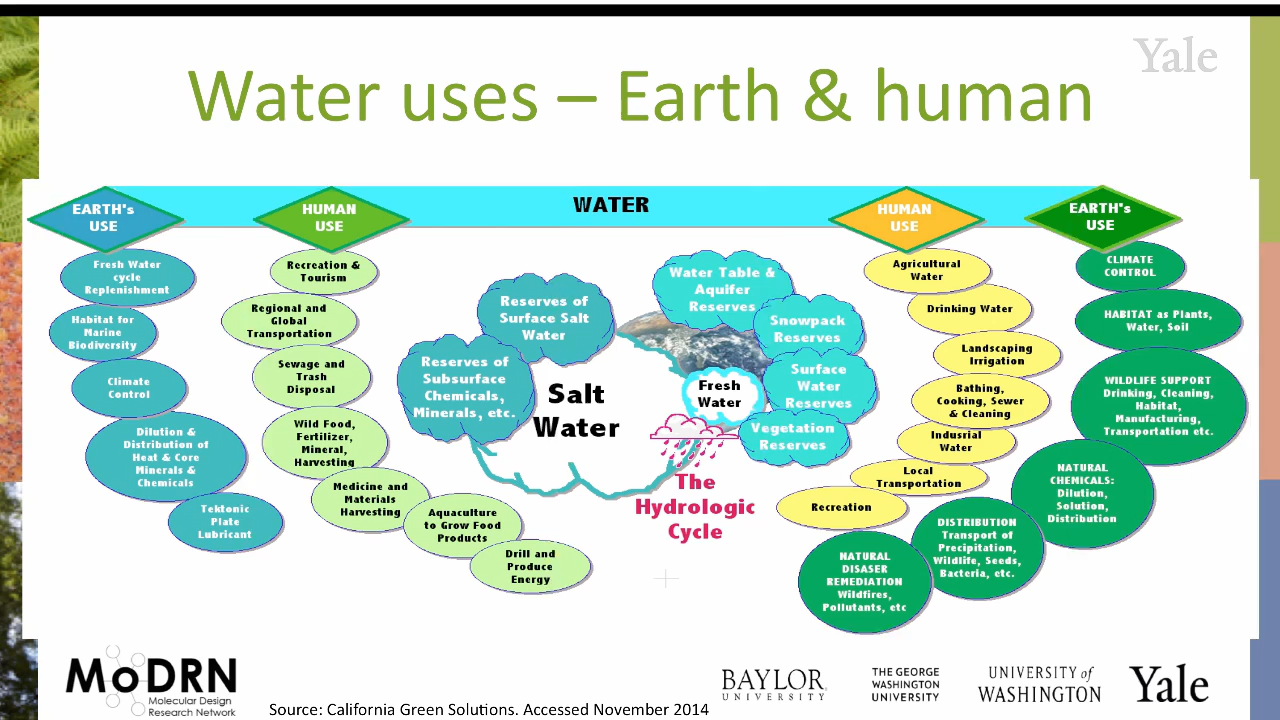 Yale
Water uses – Earth & human
WATER
EARTH's
USE
HUMAN
USE
HUMAN
USE
EARTH's
USE
Fresh Water
cycle
Replenishment
Habitat for
Marine
Biodiversity
Climate
Control
Dilution &
Distribution of
Heat & Core
Minerals &
Chemicals
Tektonic
Plate
Lubricant
Recreation &
Tourism
Regional and
Global
Transportation
Sewage and
Trash
Disposal
Wild Food,
Fertilizer,
Mineral,
Harvesting
Medicine and
Materials
Harvesting
Aquaculture
to Grow Food
Products
Drill and
Produce
Energy
Reserves of
Surface Salt
Water
Reserves of
Subsurface
Chemicals,
Minerals, etc.
Salt
Water
Water Table &
Aquifer
Reserves
Snowpack
Reserves
Surface
Water
Reserves
Vegetation
Reserves
Fresh
Water
The
Hydrologic
Cycle
Agricultural
Water
Drinking Water
Landscaping
Irrigation
Bathing,
Cooking, Sewer
& Cleaning
Indusrial
Water
Local
Transportation
Recreation
CLIMATE
CONTROL
HABITAT as Plants,
Water, Soil
WILDLIFE SUPPORT
Drinking, Cleaning,
Habitat,
Manufacturing,
Transportation etc.
NATURAL
CHEMICALS:
Dilution,
Solution,
Distribution
DISTRIBUTION
Transport of
Precipitation,
Wildlife, Seeds,
Bacteria, etc.
NATURAL
DISASER
REMEDIATION
Wildfires,
Pollutants, etc
MoDRN
Molecular Design
Research Network
Source: California Green Solutions. Accessed November 2014
BAYLOR
UNIVERSITY
THE GEORGE
WASHINGTON
UNIVERSITY
UNIVERSITY of
WASHINGTON
Yale